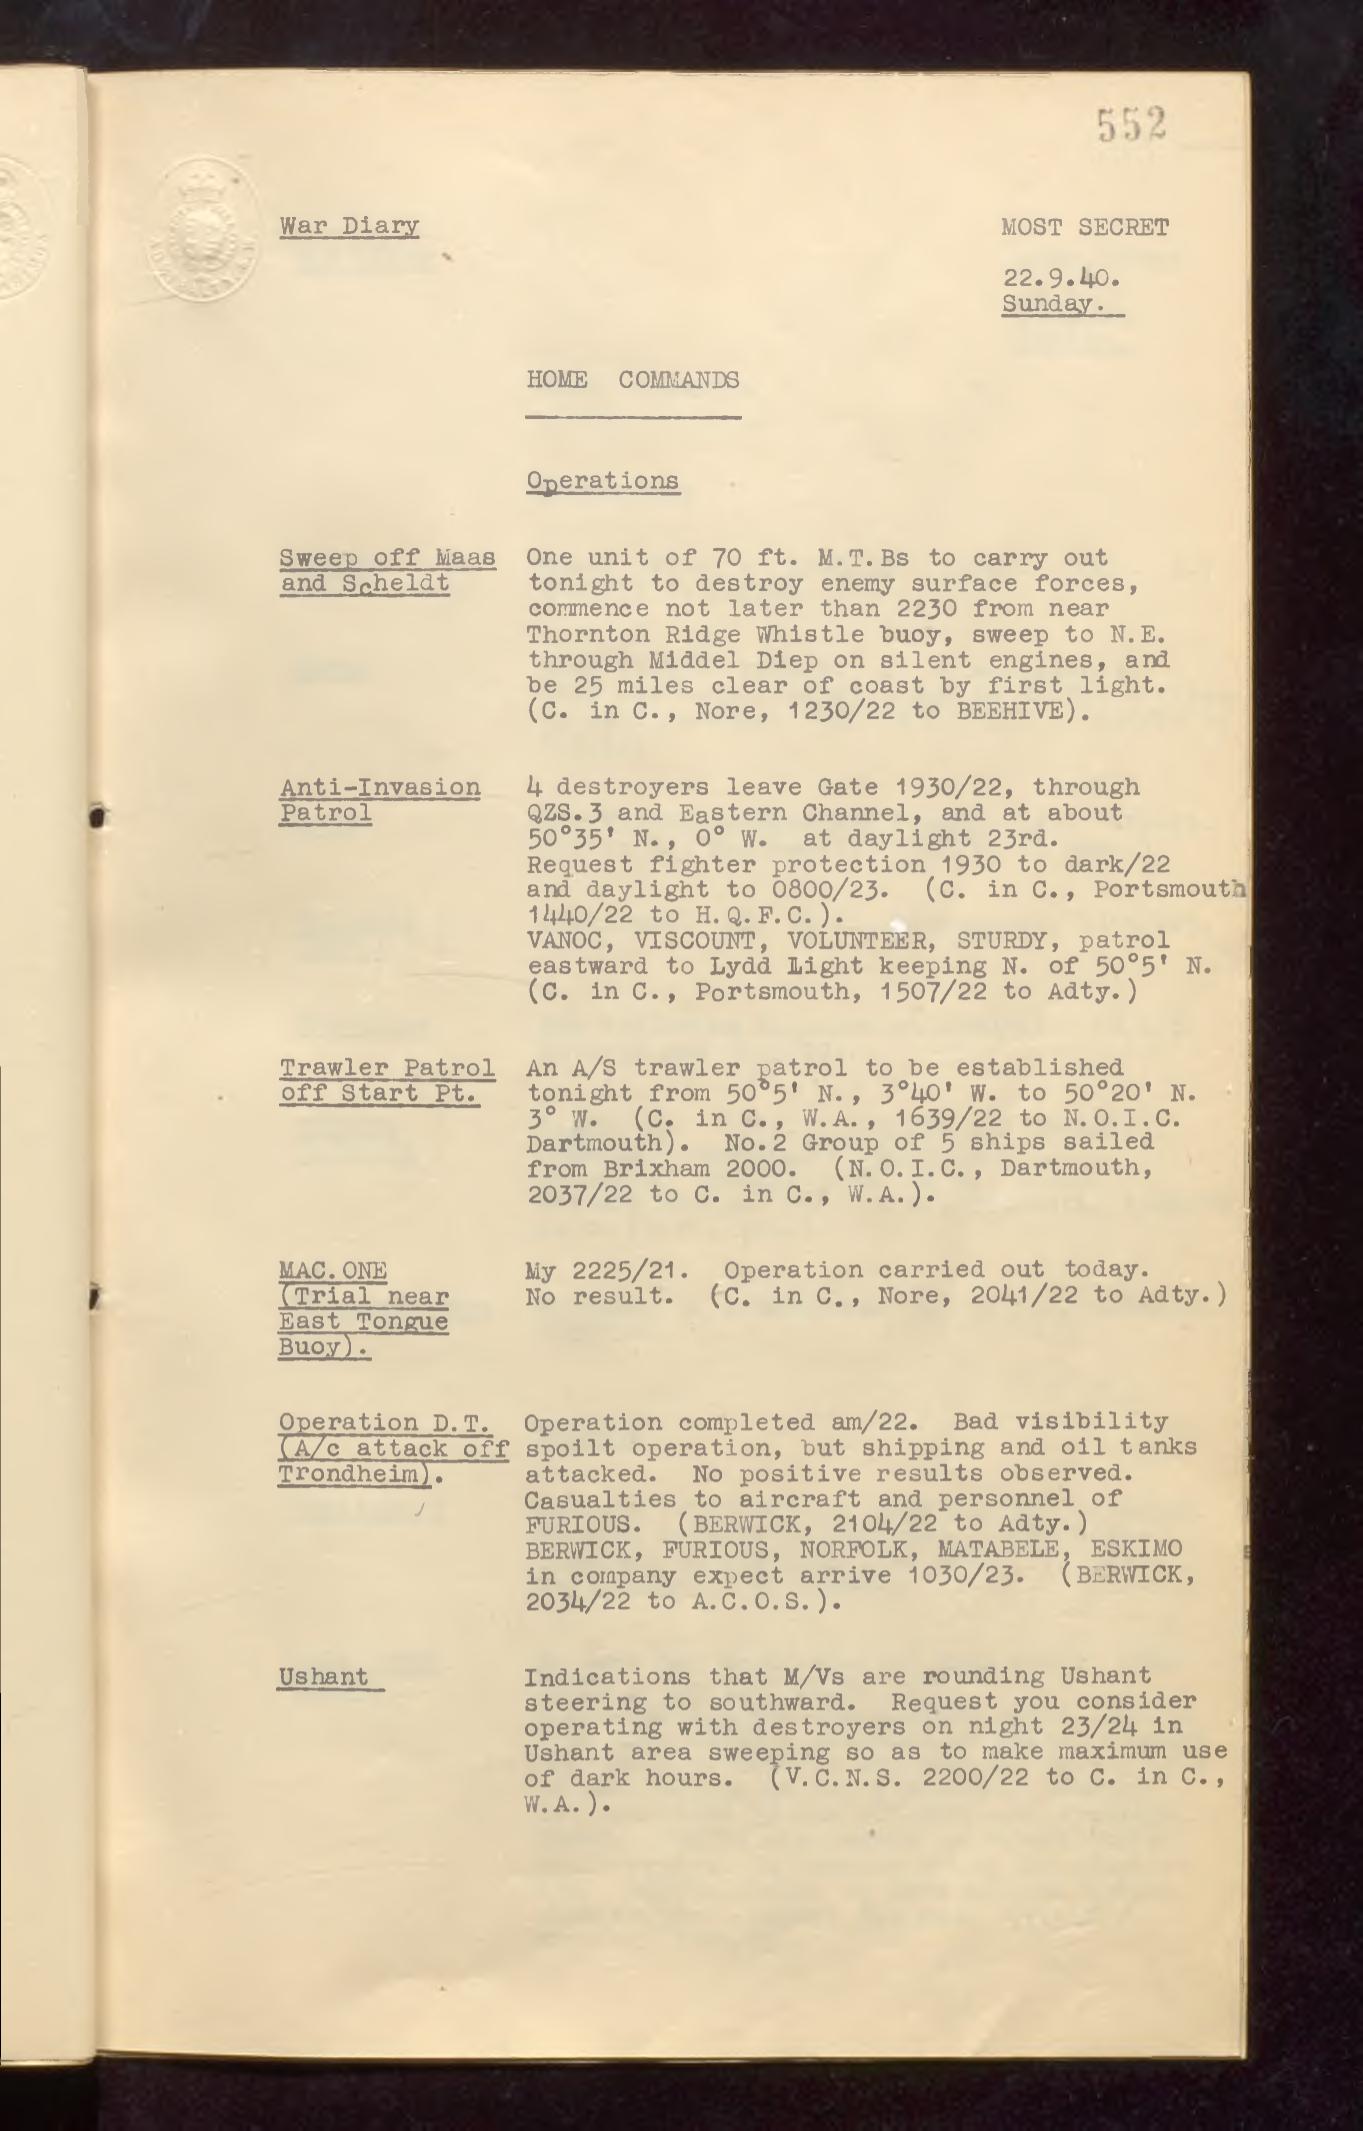 552
War Diary
MOST SECRET
22.9.40.
Sunday.
HOME COMMANDS
Operations
Sweep off Maas
and Scheldt
One unit of 70 ft. M.T.Bs to carry out
tonight to destroy enemy surface forces,
commence not later than 2230 from near
Thornton Ridge Whistle buoy, sweep to N.E.
through Middel Diep on silent engines, and
be 25 miles clear of coast by first light.
(C. in C., Nore, 1230/22 to BEEHIVE).
Anti-Invasion
Patrol
4 destroyers leave Gate 1930/22, through
QZS.3 and Eastern Channel, and at about
50°35' N., 0° W. at daylight 23rd.
Request fighter protection 1930 to dark/22
and daylight to 0800/23. (C. in C., Portsmouth
1440/22 to H.Q.F.C.).
VANOC, VISCOUNT, VOLUNTEER, STURDY, patrol
eastward to Lydd Light keeping N. of 50°5' N.
(C. in C., Portsmouth, 1507/22 to Adty.)
Trawler Patrol
off Start Pt.
An A/S trawler patrol to be established
tonight from 50°5' N., 3°40' W. to 50°20' N.
3° W. (C. in C., W.A., 1639/22 to N.O.I.C.
Dartmouth). No.2 Group of 5 ships sailed
from Brixham 2000. (N.O.I.C., Dartmouth,
2037/22 to C. in C., W.A.).
MAC.ONE
(Trial near
East Tongue
Buoy).
My 2225/21. Operation carried out today.
No result. (C. in C., Nore, 2041/22 to Adty.)
Operation D.T.
(A/c attack off
Trondheim).
Operation completed am/22. Bad visibility
spoilt operation, but shipping and oil tanks
attacked. No positive results observed.
Casualties to aircraft and personnel of
FURIOUS. (BERWICK, 2104/22 to Adty.)
BERWICK, FURIOUS, NORFOLK, MATABELE, ESKIMO
in company expect arrive 1030/23. (BERWICK,
2034/22 to A.C.O.S.).
Ushant
Indications that M/Vs are rounding Ushant
steering to southward. Request you consider
operating with destroyers on night 23/24 in
Ushant area sweeping so as to make maximum use
of dark hours. (V.C.N.S. 2200/22 to C. in C.,
W.A.).